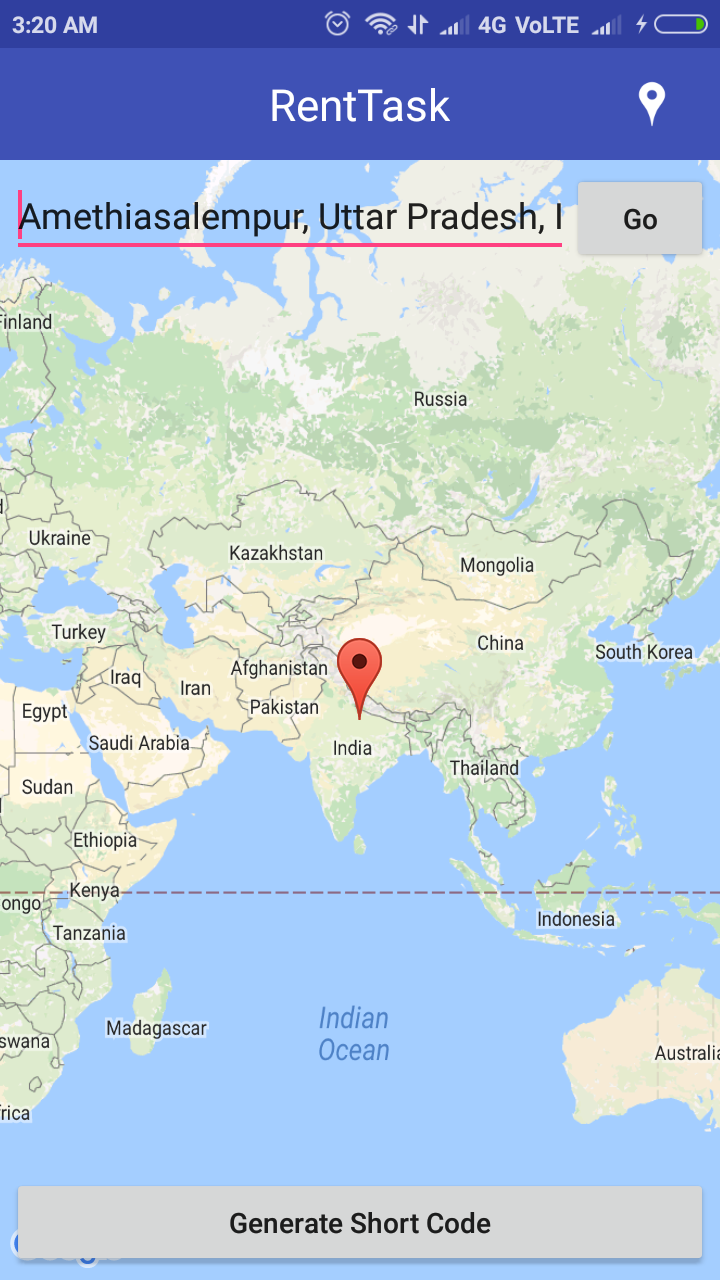 3:20 AM 4G VoLTE
RentTask
Amethiasalempur, Uttar Pradesh, I
Go
Finland
Russia
Ukraine
Kazakhstan
Mongolia
Turkey
China
South Korea
Afghanistan
Iraq
Iran
Pakistan
Egypt
Saudi Arabia
India
Thailand
Sudan
Ethiopia
Kenya
ongo
Indonesia
Tanzania
Indian
Ocean
Madagascar
swana
Australia
frica
Generate Short Code